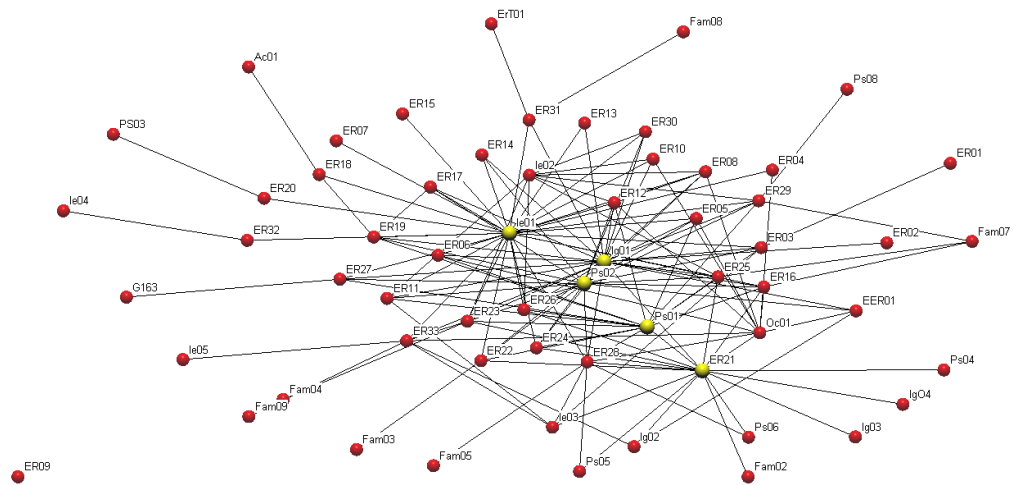 ErT01
Fam08
Ac01
Ps08
ER15
ER31
ER13
ER30
PS03
ER07
ER14
ER10
ER01
Ie02
ER08
ER04
ER18
ER17
ER29
ER20
ER12
Ie04
ER05
Ie01
ER32
ER19
ER03
ER02
Fam07
ER06
Ig01
Ps02
ER25
ER27
ER16
G163
ER11
ER26
EER01
ER23
Ps01
Oc01
ER33
ER24
Ie05
ER22
ER28
ER21
Ps04
Fam04
IgO4
Fam09
Ie03
Fam03
Ig02
Ps06
Ig03
Fam05
Ps05
Fam02
ER09